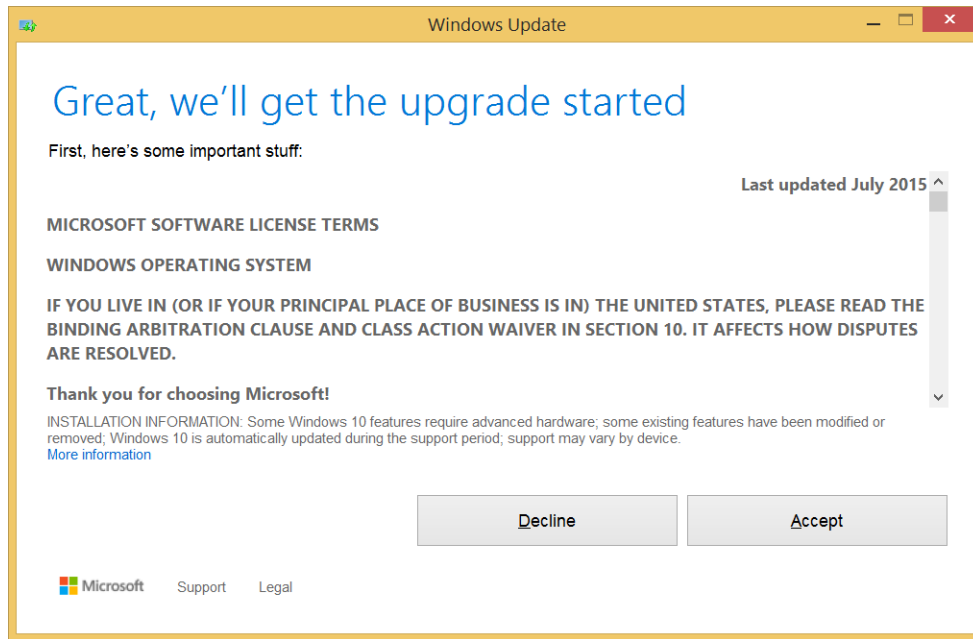 Windows Update
Great, we'll get the upgrade started
First, here's some important stuff:
Last updated July 2015
MICROSOFT SOFTWARE LICENSE TERMS
WINDOWS OPERATING SYSTEM
IF YOU LIVE IN (OR IF YOUR PRINCIPAL PLACE OF BUSINESS IS IN) THE UNITED STATES, PLEASE READ THE
BINDING ARBITRATION CLAUSE AND CLASS ACTION WAIVER IN SECTION 10. IT AFFECTS HOW DISPUTES
ARE RESOLVED.
Thank you for choosing Microsoft!
INSTALLATION INFORMATION: Some Windows 10 features require advanced hardware; some existing features have been modified or
removed; Windows 10 is automatically updated during the support period; support may vary by device.
More information
Decline
Accept
Microsoft Support Legal